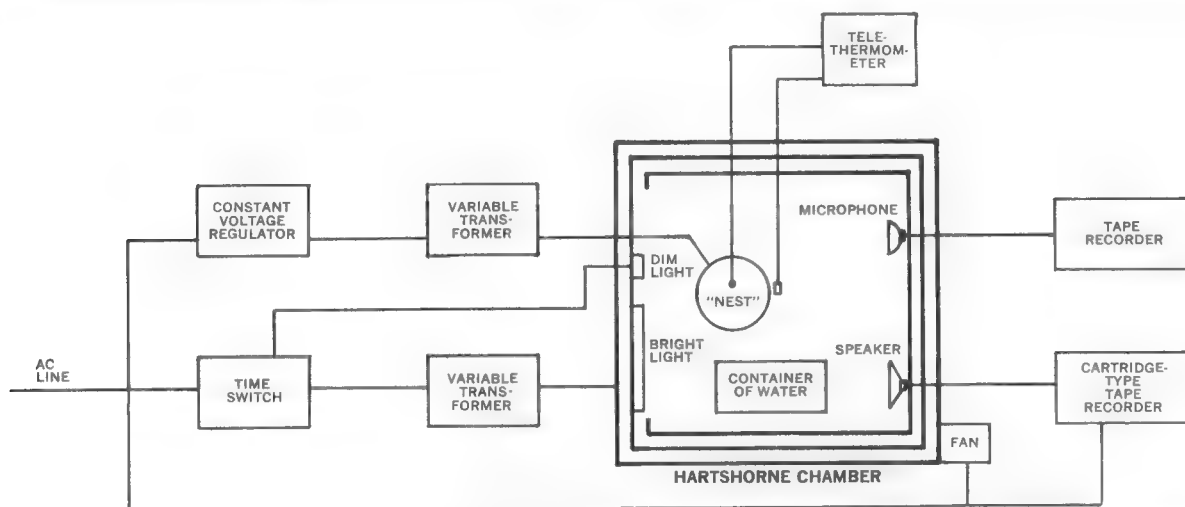 TELE-
THERMOM-
ETER
CONSTANT
VOLTAGE
REGULATOR
VARIABLE
TRANS-
FORMER
MICROPHONE
TAPE
RECORDER
DIM
LIGHT
"NEST"
BRIGHT
LIGHT
SPEAKER
AC
LINE
TIME
SWITCH
VARIABLE
TRANS-
FORMER
CONTAINER
OF WATER
CARTRIDGE-
TYPE
TAPE
RECORDER
FAN
HARTSHORNE CHAMBER